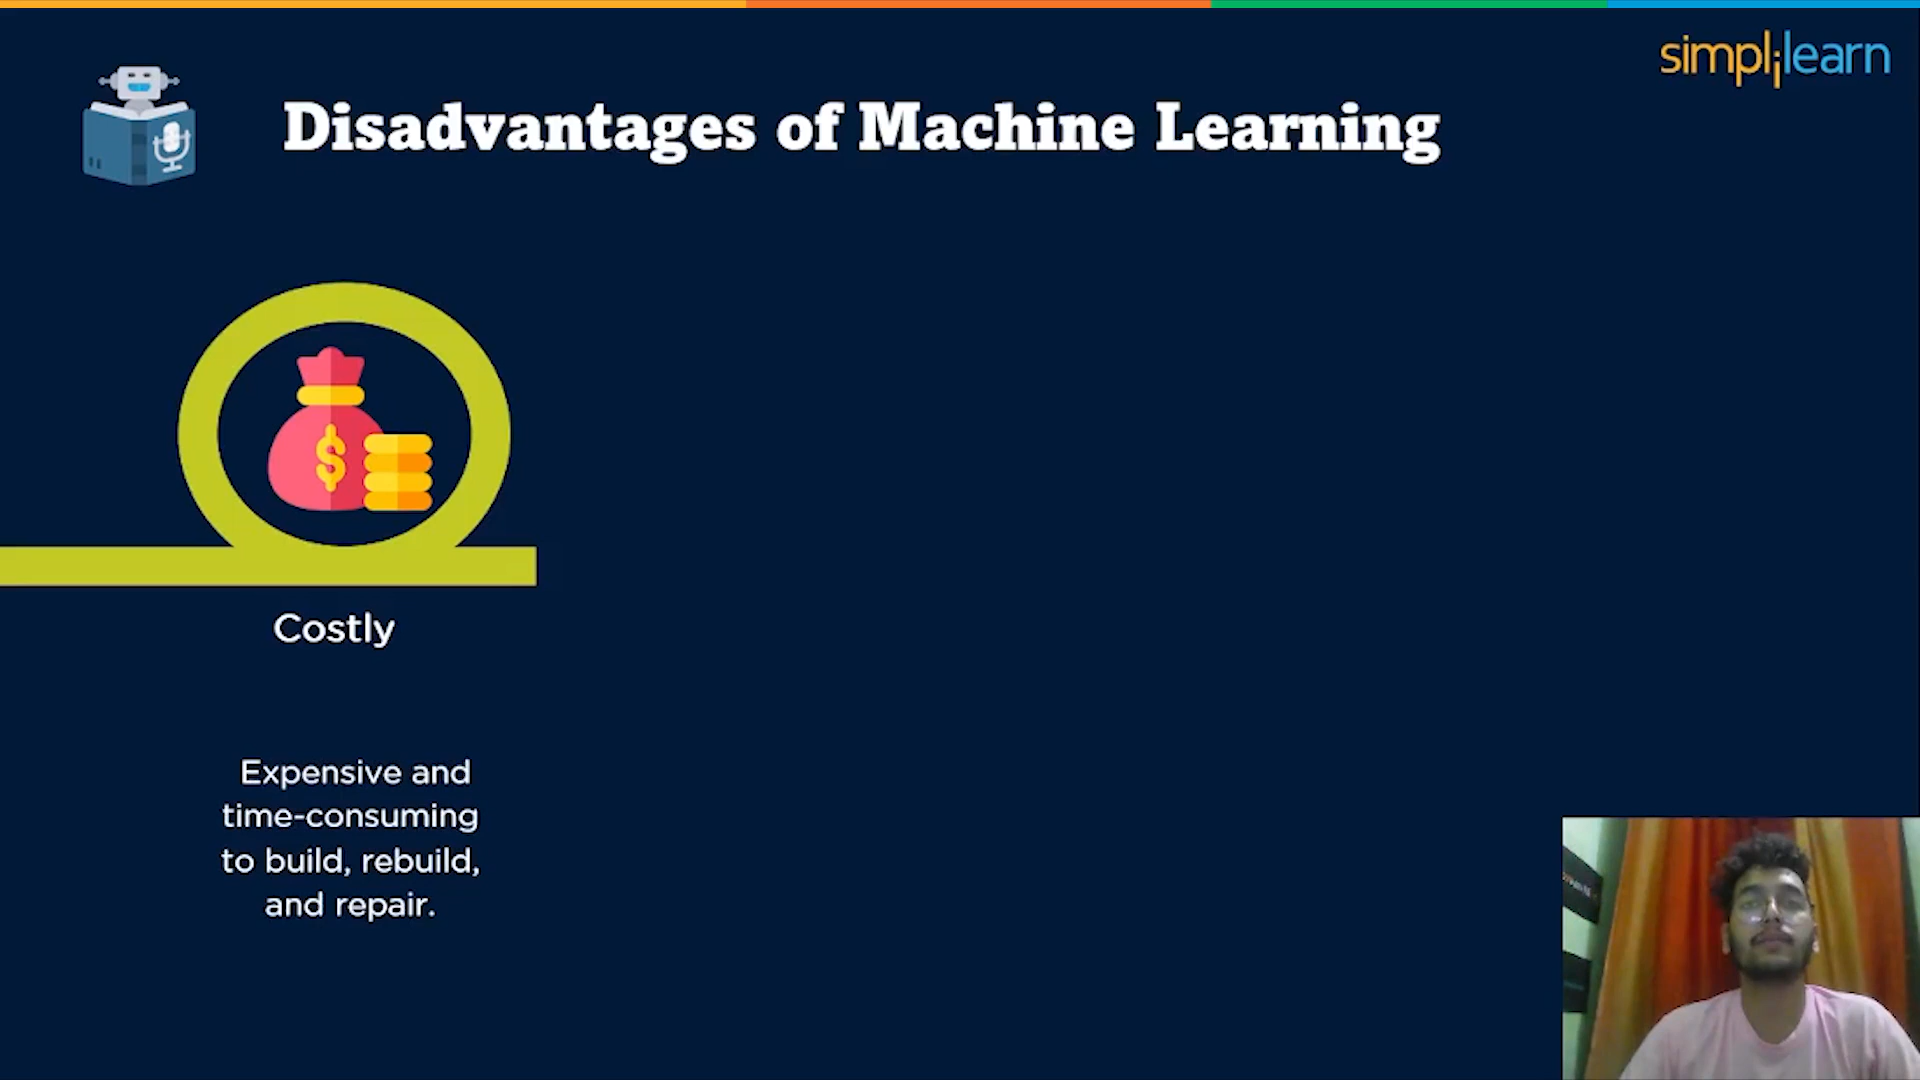 simplilearn
Disadvantages of Machine Learning
$
Costly
Expensive and
time-consuming
to build, rebuild,
and repair.